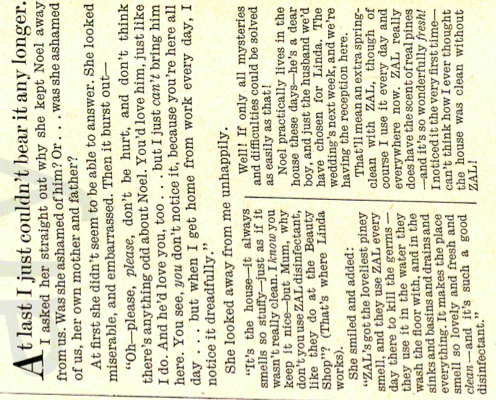 At last I just couldn't bear it any longer.
I asked her straight out why she kept Noel away
from us. Was she ashamed of him? Or . . . was she ashamed
of us, her own mother and father?
At first she didn't seem to be able to answer. She looked
miserable, and embarrassed. Then it burst out—
"Oh—please, please, don't be hurt, and don't think
there's anything odd about Noel. You'd love him, just like
I do. And he'd love you, too . . . but I just can't bring him
here. You see, you don't notice it, because you're here all
day . . . but when I get home from work every day, I
notice it dreadfully."
She looked away from me unhappily.
"It's the house—it always
smells so stuffy—just as if it
wasn't really clean. I know you
keep it nice—but Mum, why
don't you use ZAL disinfectant,
like they do at the Beauty
Shop"? (That's where Linda
works).
She smiled and added:
"ZAL's got the loveliest piney
smell, and they use ZAL every
day there to kill the germs—
they use it in the water they
wash the floor with, and in the
sinks and basins and drains and
everything. It makes the place
smell so lovely and fresh and
clean—and it's such a good
disinfectant."
Well! If only all mysteries
and difficulties could be solved
as easily as that!
Noel practically lives in the
house these days—he's a dear
boy, and just the husband we'd
have chosen for Linda. The
wedding's next week, and we're
having the reception here.
That'll mean an extra spring-
clean with ZAL, though of
course I use it every day and
everywhere now. ZAL really
does have the scent of real pines
—and it's so wonderfully fresh!
I noticed it the very first time—
can't think how I ever thought
the house was clean without
ZAL!